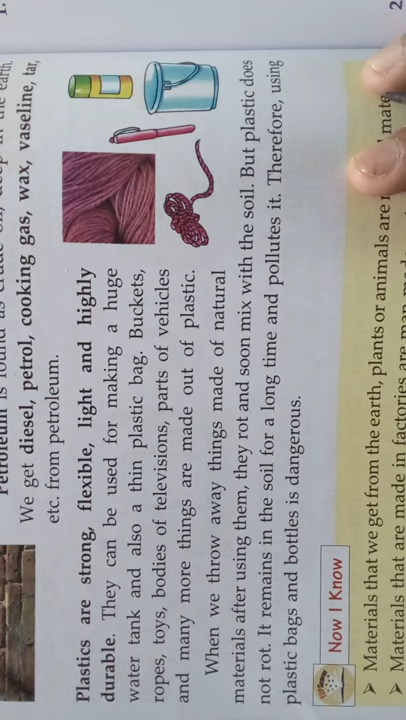 Petroleum is found as crude oil, deep in the earth.
We get diesel, petrol, cooking gas, wax, vaseline, tar,
etc. from petroleum.
Plastics are strong, flexible, light and highly
durable. They can be used for making a huge
water tank and also a thin plastic bag. Buckets,
ropes, toys, bodies of televisions, parts of vehicles
and many more things are made out of plastic.
When we throw away things made of natural
materials after using them, they rot and soon mix with the soil. But plastic does
not rot. It remains in the soil for a long time and pollutes it. Therefore, using
plastic bags and bottles is dangerous.
Now I Know
➤ Materials that we get from the earth, plants or animals are
➤ Materials that are made in factories are man made
1.
2